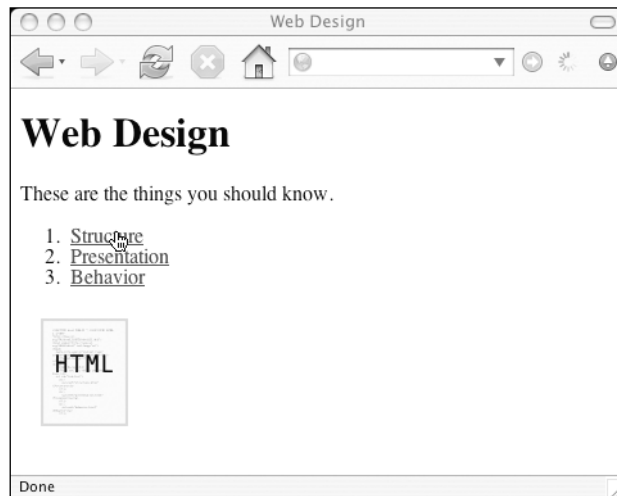 Web Design
Web Design
These are the things you should know.
1. Structure
2. Presentation
3. Behavior
HTML
Done